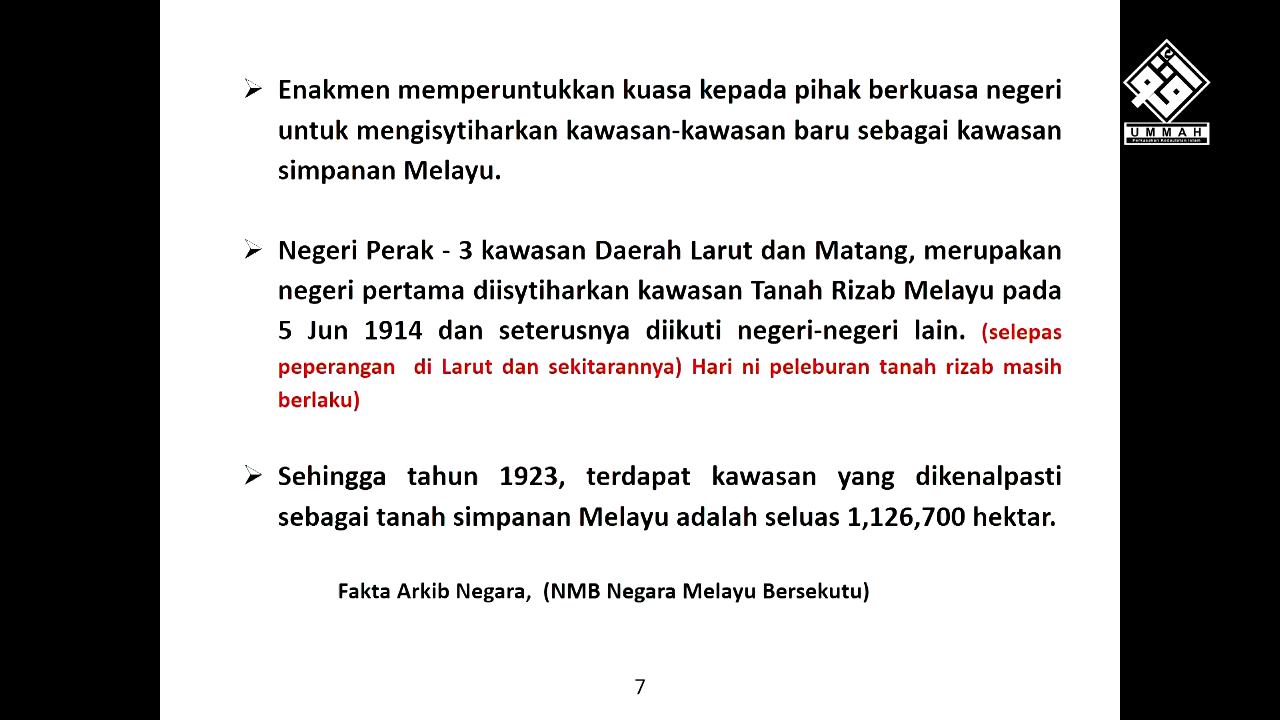 Enakmen memperuntukkan kuasa kepada pihak berkuasa negeri
untuk mengisytiharkan kawasan-kawasan baru sebagai kawasan
simpanan Melayu.
Negeri Perak - 3 kawasan Daerah Larut dan Matang, merupakan
negeri pertama diisytiharkan kawasan Tanah Rizab Melayu pada
5 Jun 1914 dan seterusnya diikuti negeri-negeri lain. (selepas
peperangan di Larut dan sekitarannya) Hari ni peleburan tanah rizab masih
berlaku)
Sehingga tahun 1923, terdapat kawasan yang dikenalpasti
sebagai tanah simpanan Melayu adalah seluas 1,126,700 hektar.
Fakta Arkib Negara, (NMB Negara Melayu Bersekutu)
7
UMMAH